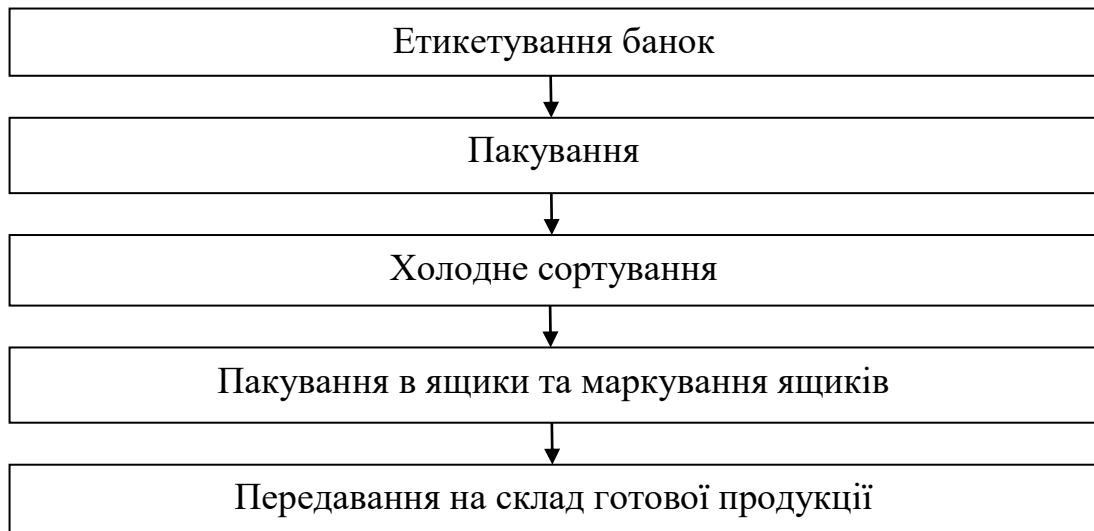 Етикетування банок
Пакування
Холодне сортування
Пакування в ящики та маркування ящиків
Передавання на склад готової продукції